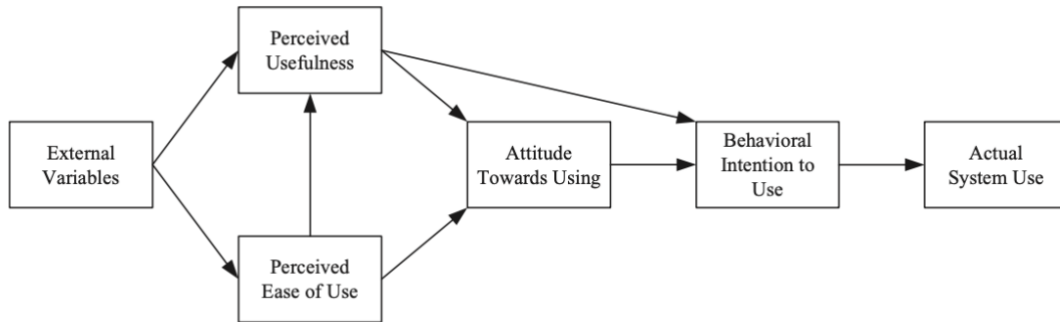 Perceived
Usefulness
External
Variables
Attitude
Towards Using
Behavioral
Intention to
Use
Actual
System Use
Perceived
Ease of Use